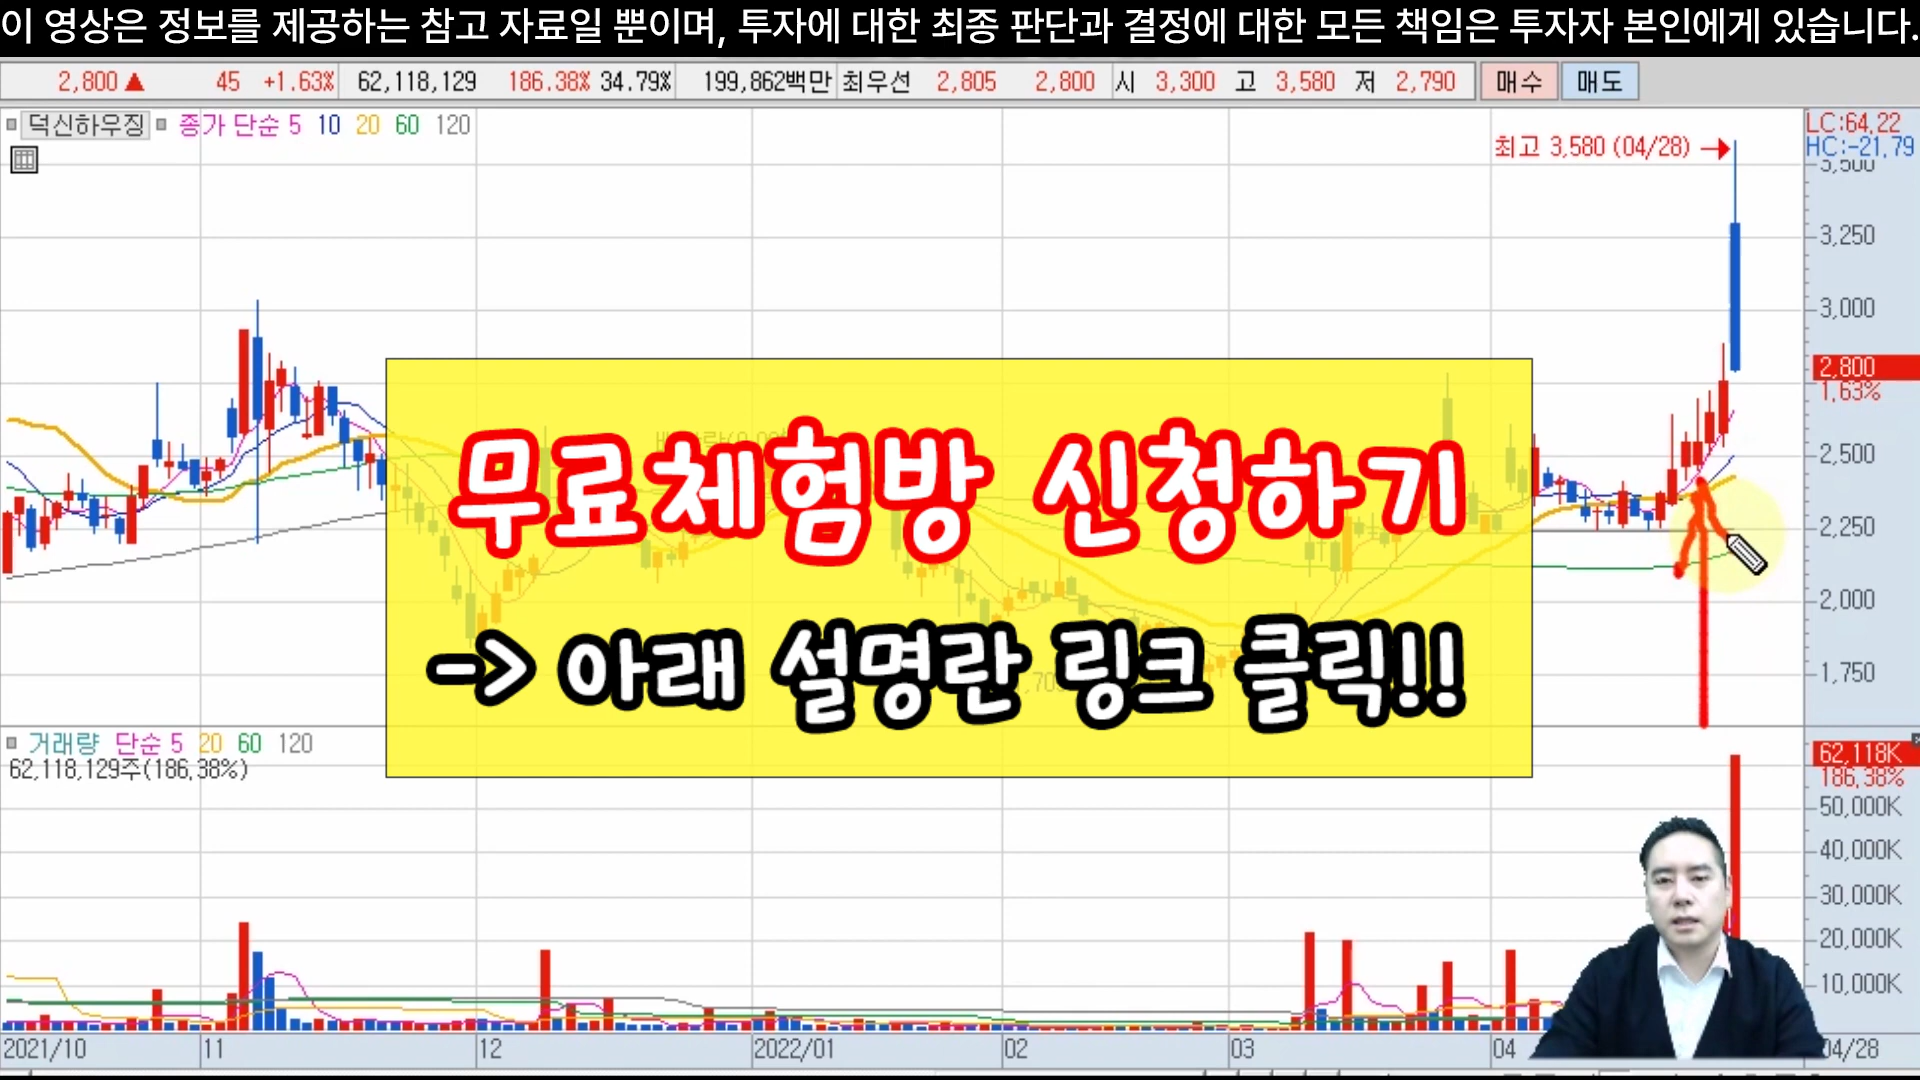 이 영상은 정보를 제공하는 참고 자료일 뿐이며, 투자에 대한 최종 판단과 결정에 대한 모든 책임은 투자자 본인에게 있습니다.
2,800 ▲ 45 +1.63% 62,118,129 186.38% 34.79% 199,862백만 최우선 2,805 2,800 시 3,300 고 3,580 저 2,790 매수 매도
덕신하우징 종가 단순 5 10 20 60 120
LC:64.22
최고 3,580 (04/28) →
HC:-21.79
3,500
3,250
3,000
2,800
1.63%
무료체험방 신청하기
2,500
2,250
2,000
-> 아래 설명란 링크 클릭!!
1,750
거래량 단순 5 20 60 120
62,118,129주(186.38%)
62,118K
186.38%
50,000K
40,000K
30,000K
20,000K
10,000K
2021/10 11 12 2022/01 02 03 04 04/28